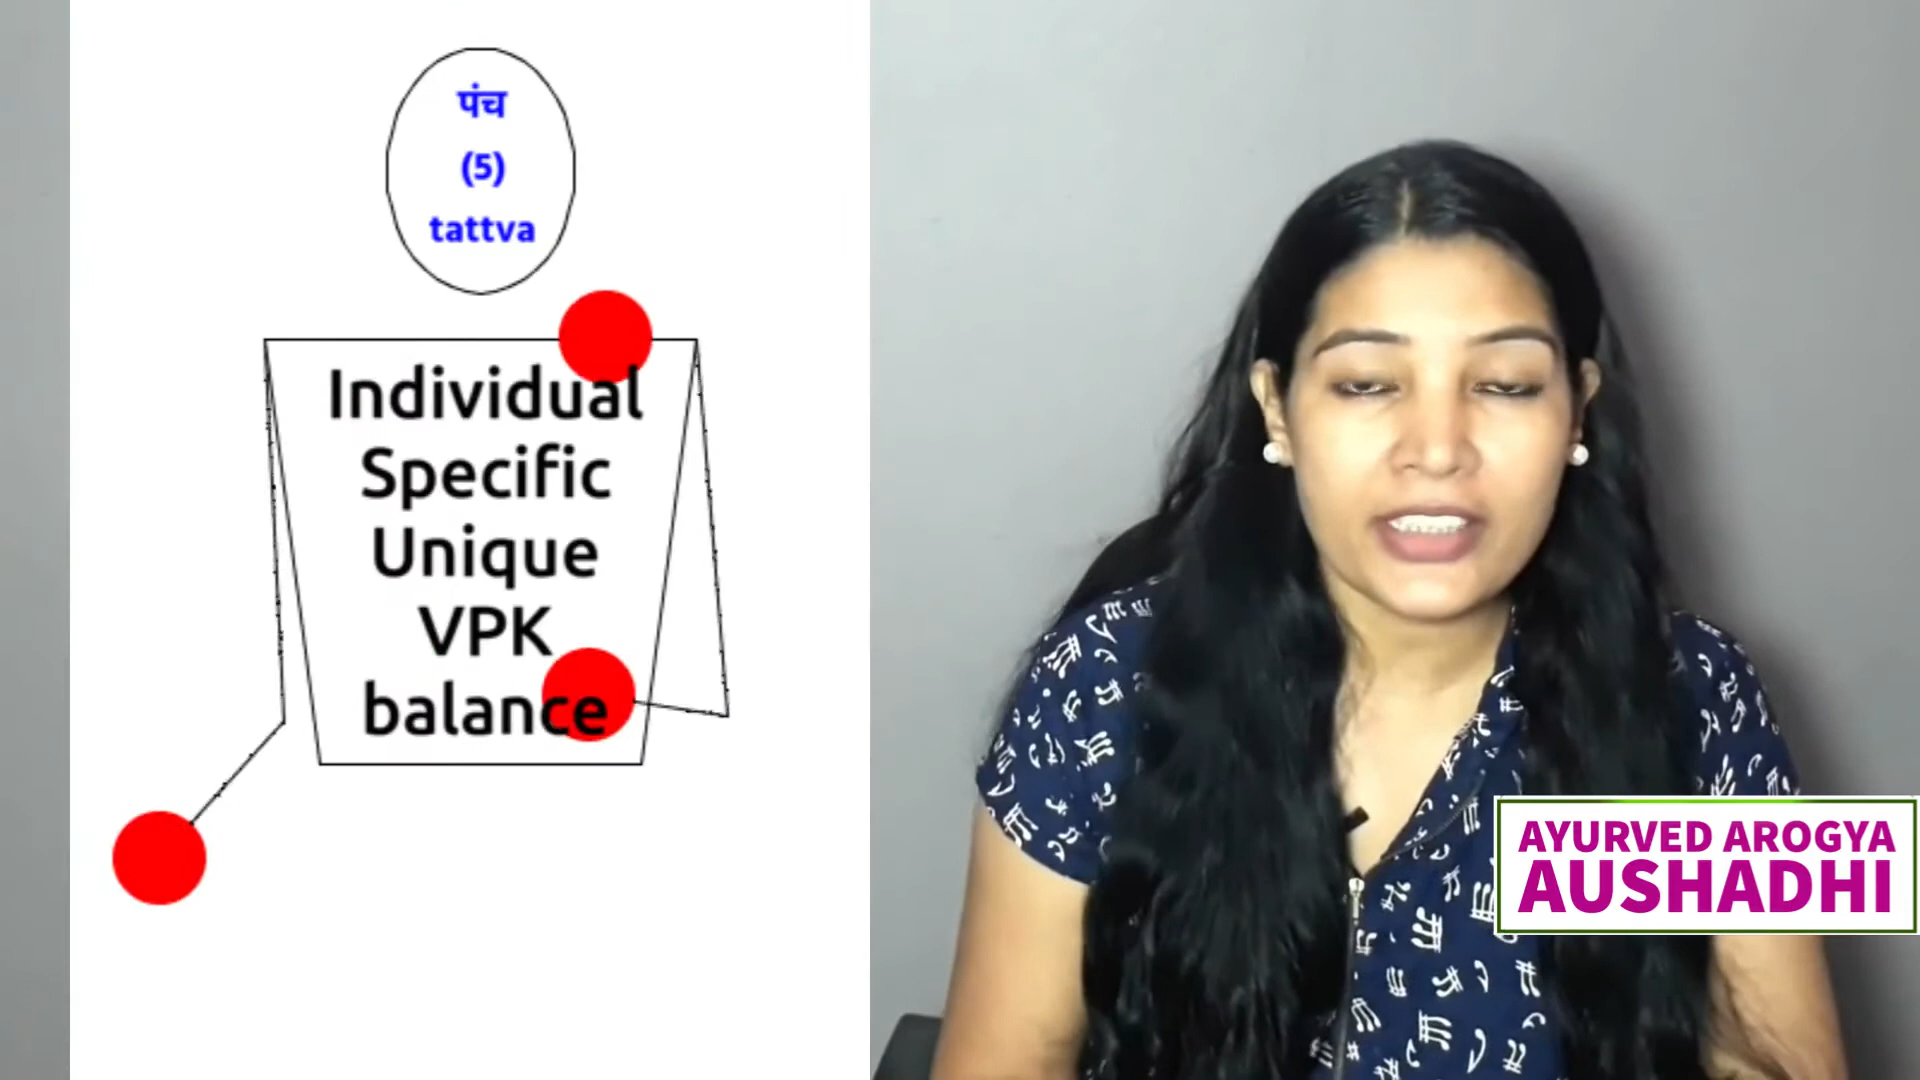 पंच
(5)
tattva
Individual
Specific
Unique
VPK
balance
AYURVED AROGYA
AUSHADHI